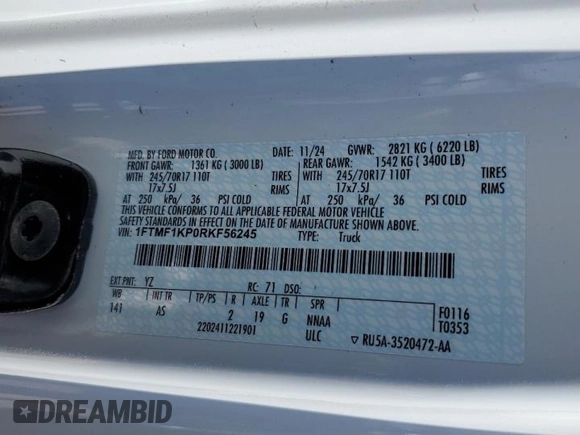 MFD. BY FORD MOTOR CO. DATE: 11/24 GVWR: 2821 KG ( 6220 LB)
FRONT GAWR: 1361 KG ( 3000 LB) REAR GAWR: 1542 KG ( 3400 LB)
WITH 245/70R17 110T TIRES WITH 245/70R17 110T TIRES
17x7.5J RIMS 17x7.5J RIMS
AT 250 kPa/ 36 PSI COLD AT 250 kPa/ 36 PSI COLD
THIS VEHICLE CONFORMS TO ALL APPLICABLE FEDERAL MOTOR VEHICLE
SAFETY STANDARDS IN EFFECT ON THE DATE OF MANUFACTURE SHOWN ABOVE.
VIN: 1FTMF1KP0RKF56245 TYPE: Truck
EXT PNT: YZ RC: 71 DSO:
WB INT TR TP/PS R AXLE TR SPR F0116
141 AS 2 19 G NNAA T0353
ULC
2202411221901 ▽ RU5A-3520472-AA
DREAMBID